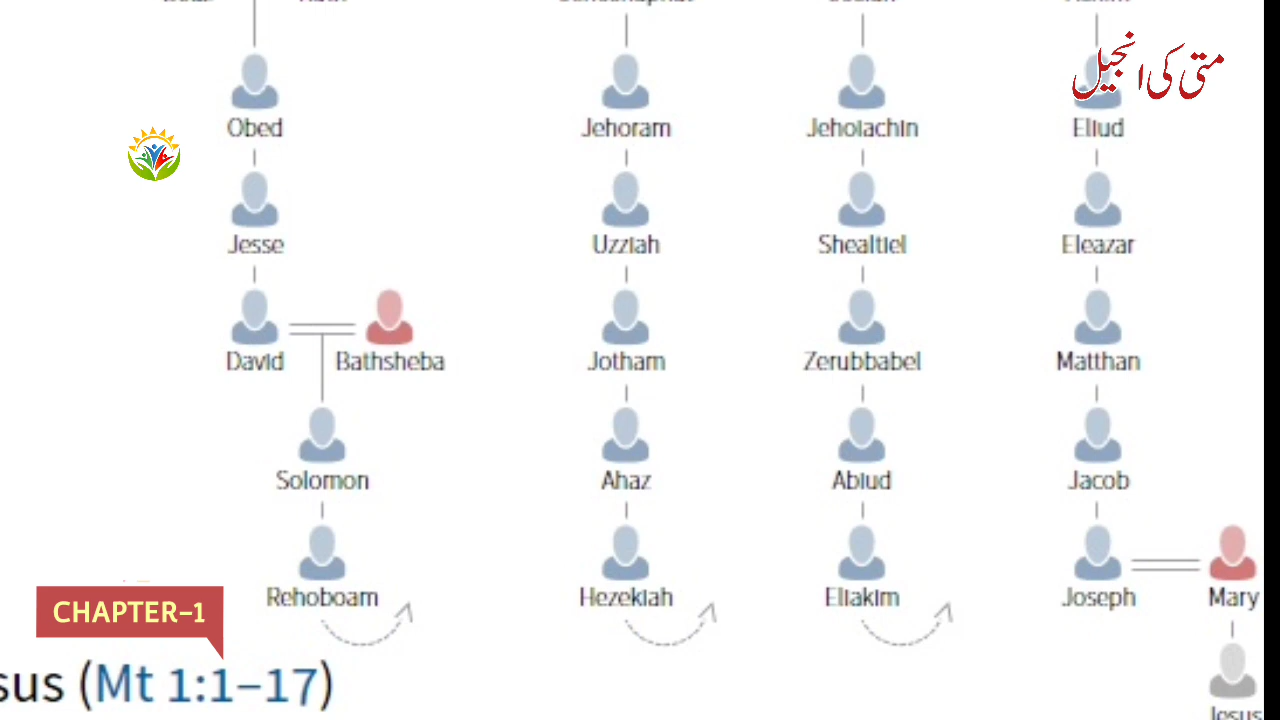 متی کی انجیل
Obed Jehoram Jehoiachin Eliud
Jesse Uzziah Shealtiel Eleazar
David Bathsheba Jotham Zerubbabel Matthan
Solomon Ahaz Abiud Jacob
Rehoboam Hezekiah Eliakim Joseph Mary
CHAPTER-1
sus (Mt 1:1–17)
Jesus